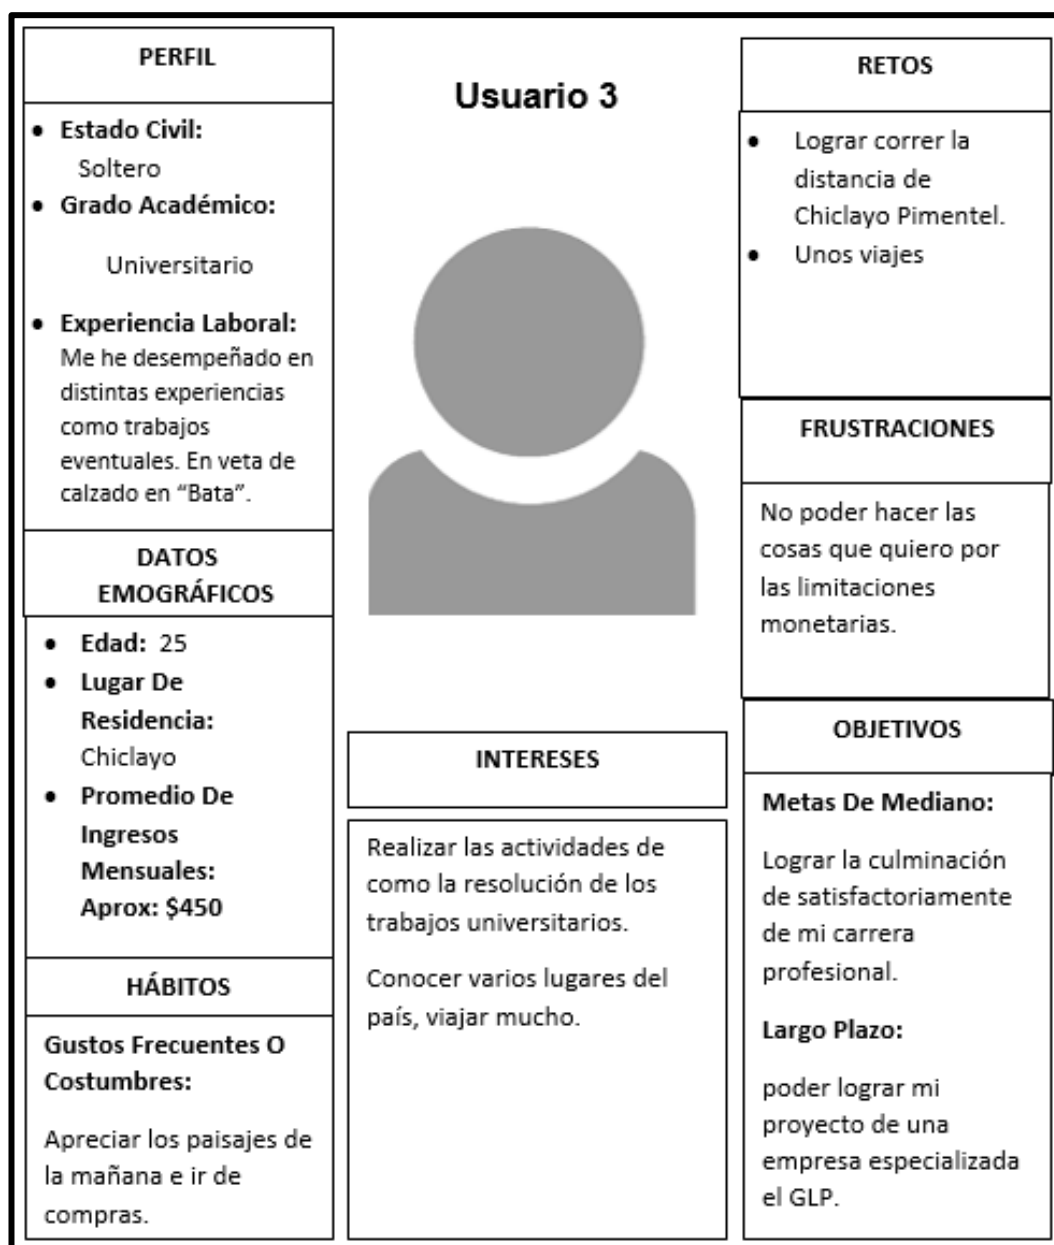 PERFIL
• Estado Civil:
Soltero
• Grado Académico:
Universitario
• Experiencia Laboral:
Me he desempeñado en
distintas experiencias
como trabajos
eventuales. En veta de
calzado en “Bata”.
DATOS
EMOGRÁFICOS
• Edad: 25
• Lugar De
Residencia:
Chiclayo
• Promedio De
Ingresos
Mensuales:
Aprox: $450
HÁBITOS
Gustos Frecuentes O
Costumbres:
Apreciar los paisajes de
la mañana e ir de
compras.
Usuario 3
INTERESES
Realizar las actividades de
como la resolución de los
trabajos universitarios.
Conocer varios lugares del
país, viajar mucho.
RETOS
• Lograr correr la
distancia de
Chiclayo Pimentel.
• Unos viajes
FRUSTRACIONES
No poder hacer las
cosas que quiero por
las limitaciones
monetarias.
OBJETIVOS
Metas De Mediano:
Lograr la culminación
de satisfactoriamente
de mi carrera
profesional.
Largo Plazo:
poder lograr mi
proyecto de una
empresa especializada
el GLP.